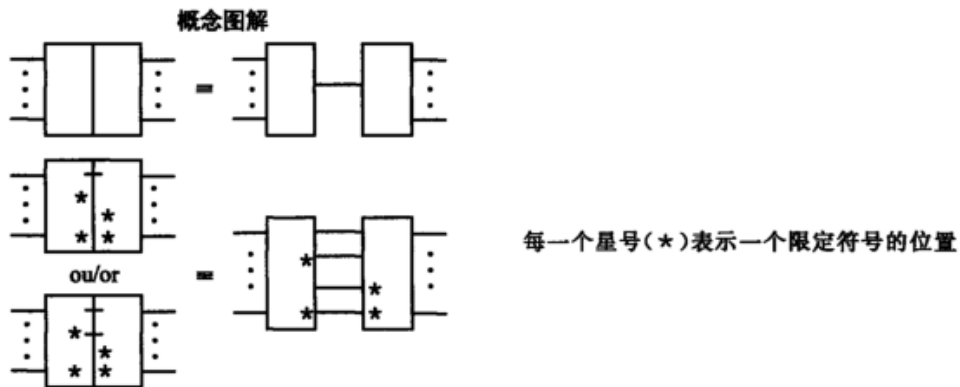 概念图解
=
ou/or
=
每一个星号(*)表示一个限定符号的位置